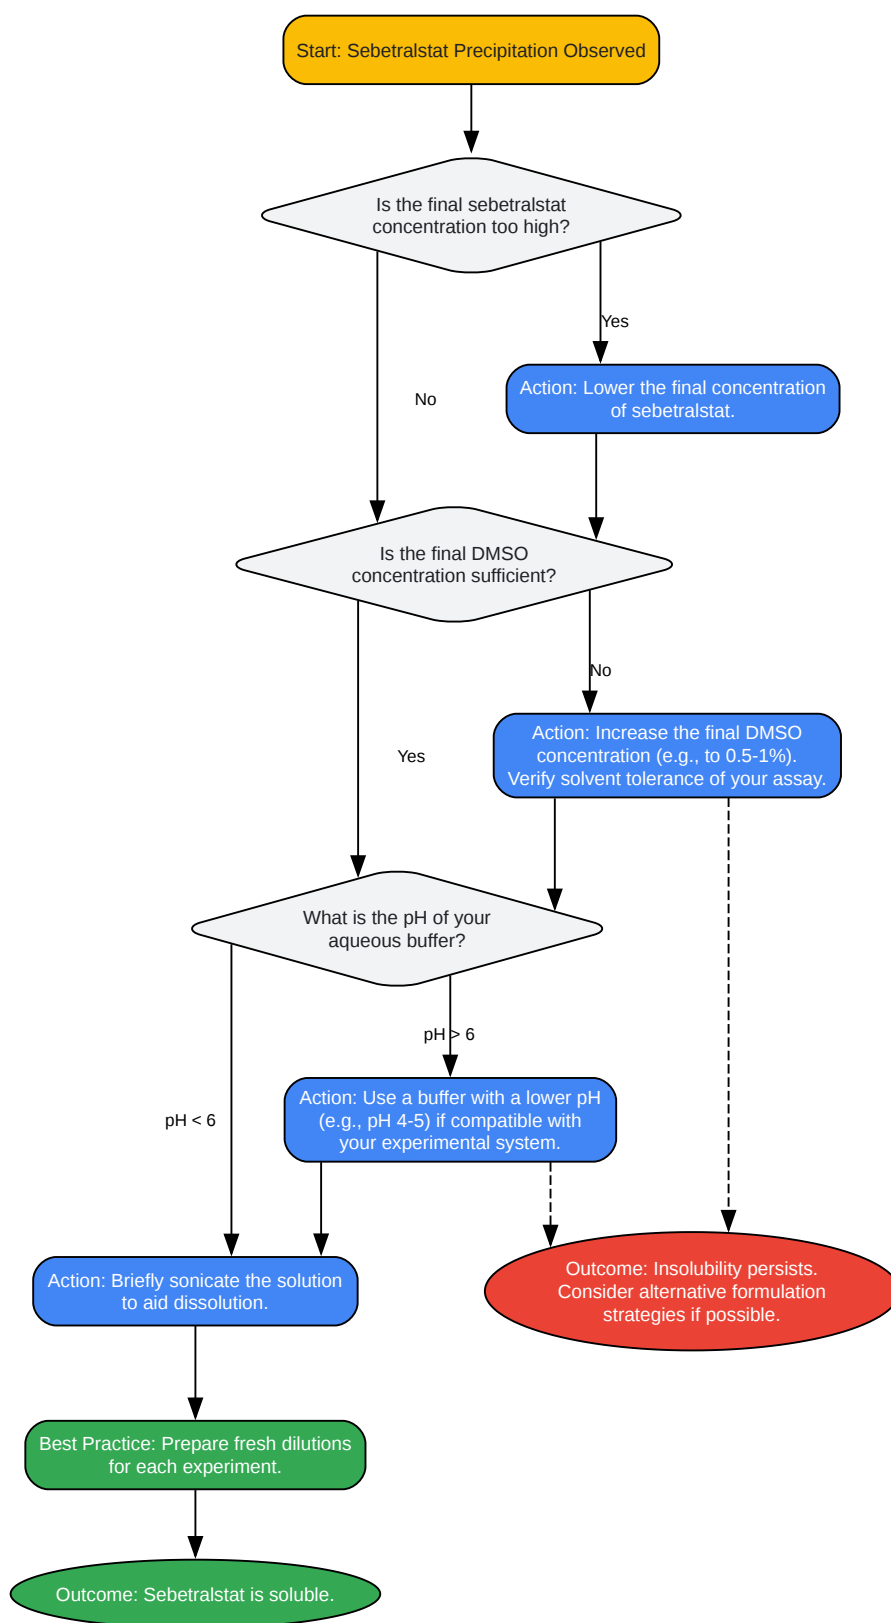 Start: Sebetralstat Precipitation Observed
Is the final sebetralstat
concentration too high?
Yes
Action: Lower the final concentration
of sebetralstat.
No
Is the final DMSO
concentration sufficient?
No
Action: Increase the final DMSO
concentration (e.g., to 0.5-1%).
Verify solvent tolerance of your assay.
Yes
What is the pH of your
aqueous buffer?
pH > 6
Action: Use a buffer with a lower pH
(e.g., pH 4-5) if compatible with
your experimental system.
pH < 6
Action: Briefly sonicate the solution
to aid dissolution.
Outcome: Insolubility persists.
Consider alternative formulation
strategies if possible.
Best Practice: Prepare fresh dilutions
for each experiment.
Outcome: Sebetralstat is soluble.